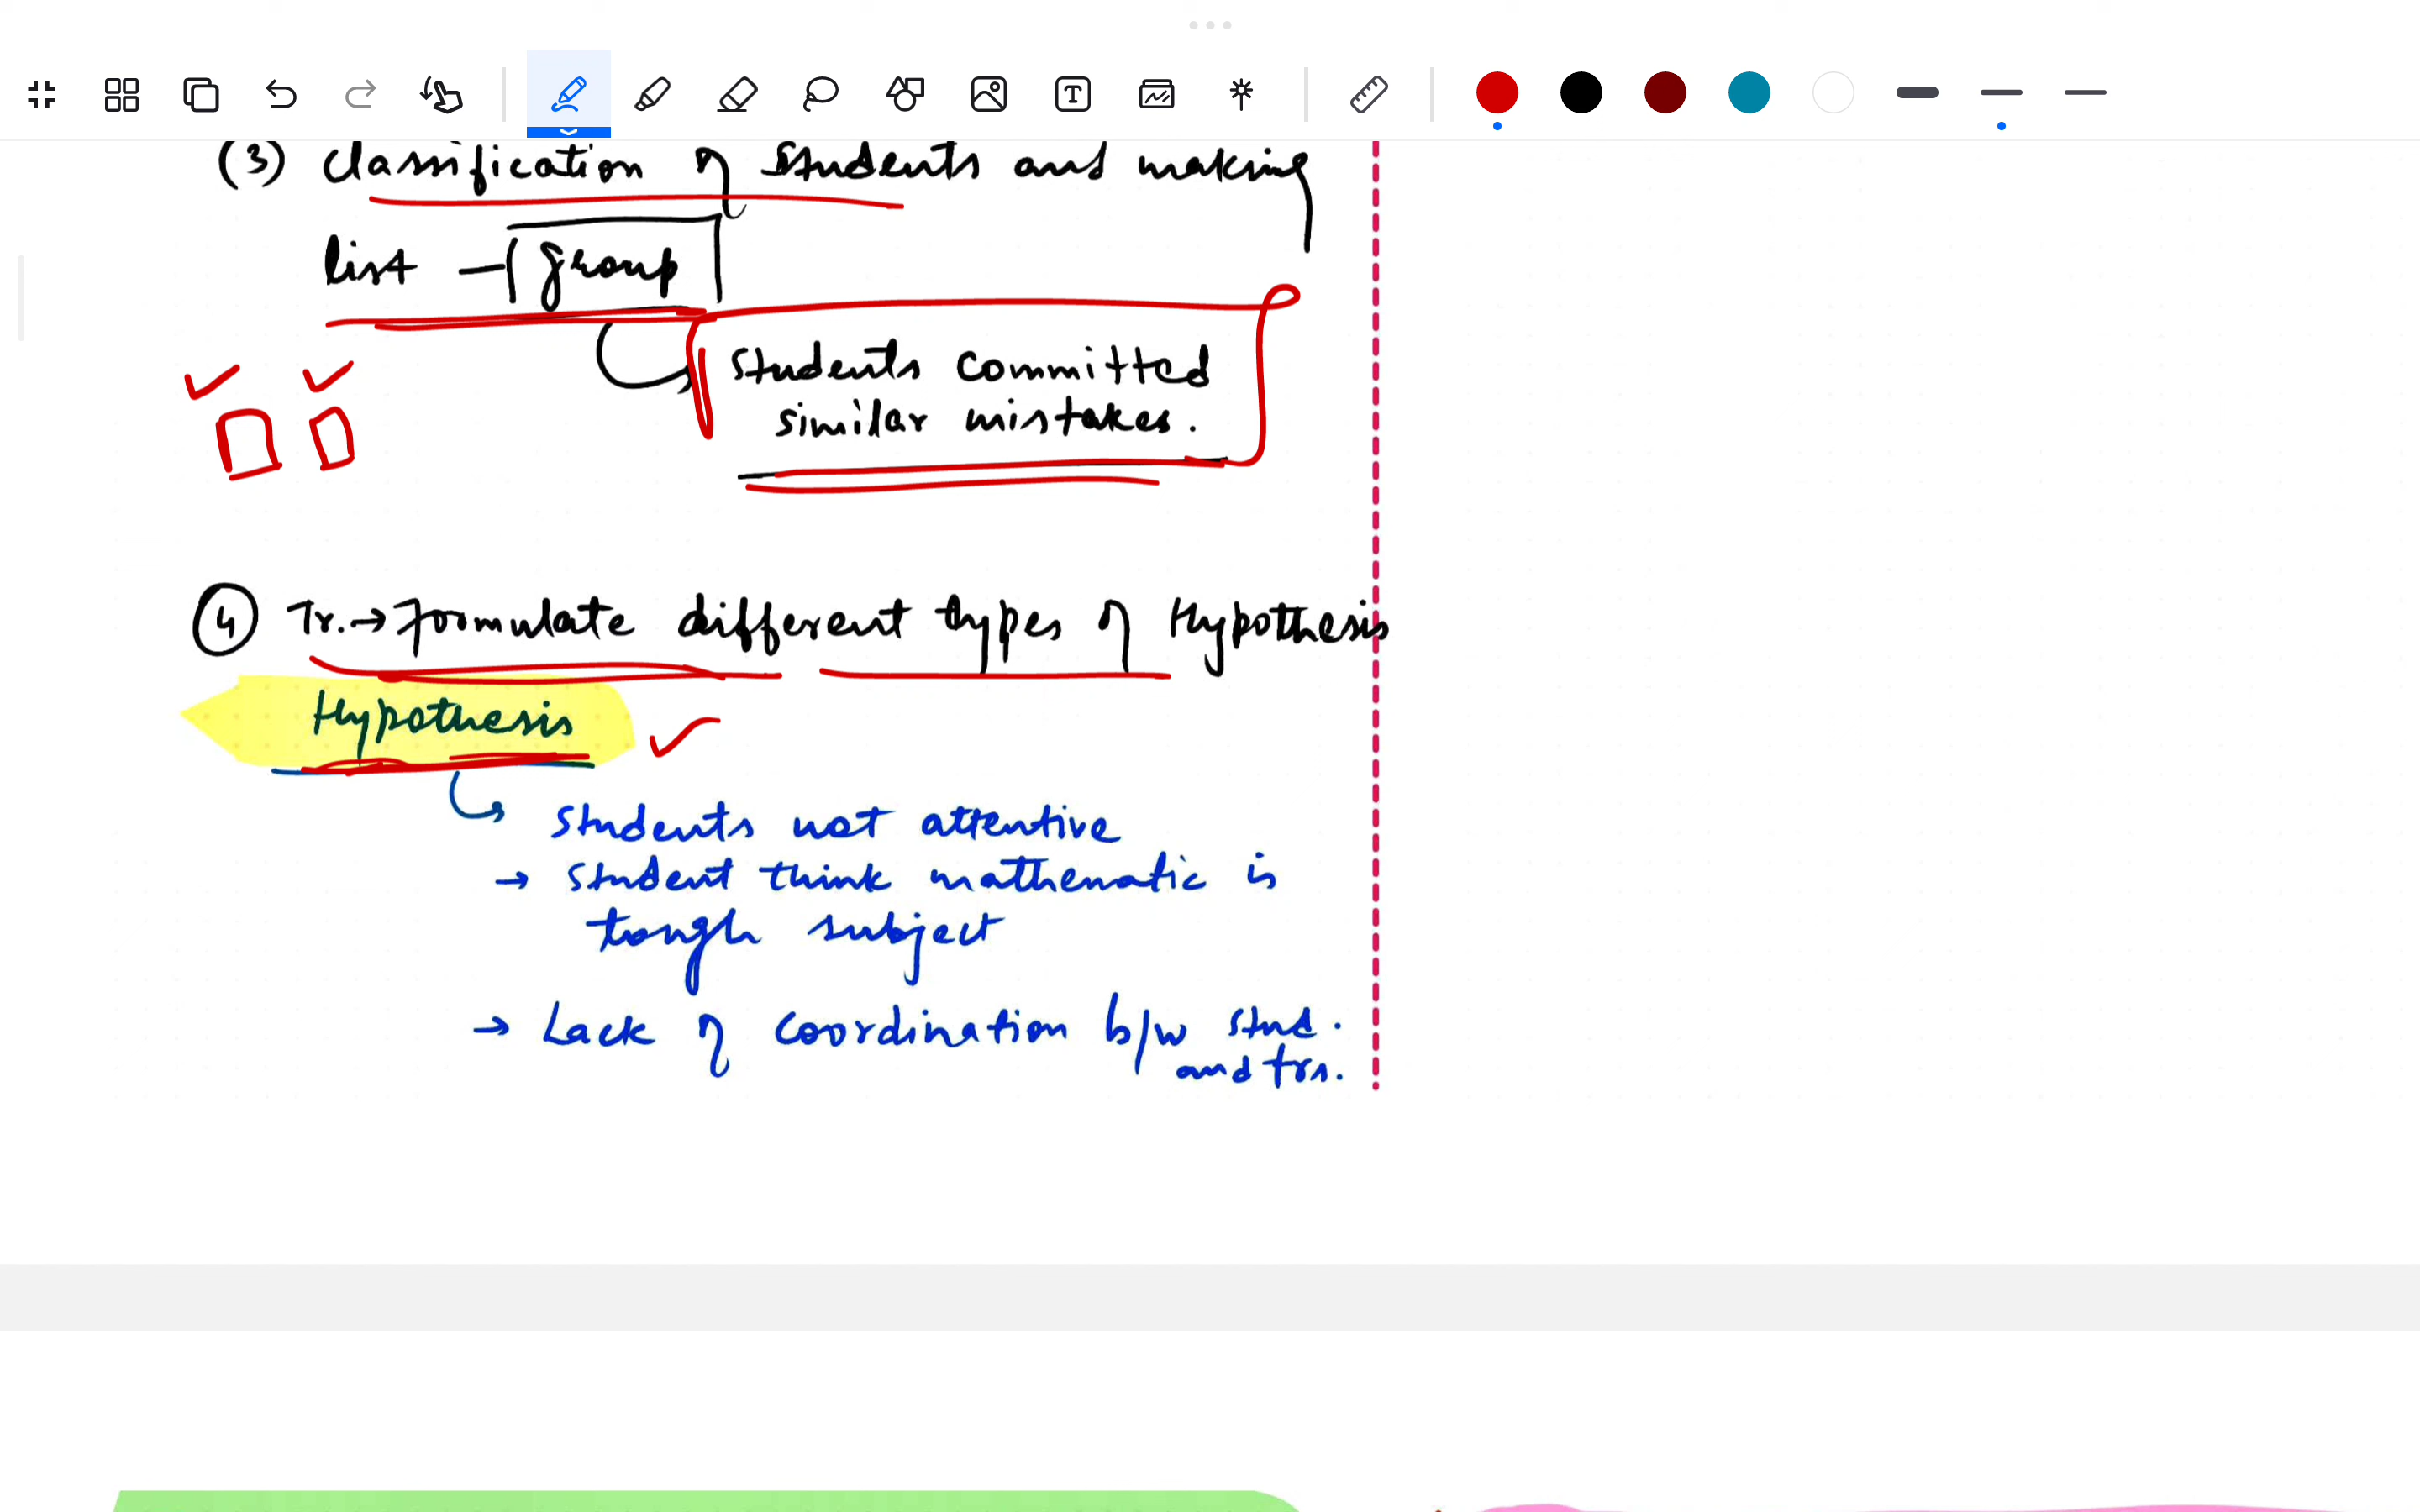 (3) Classification of students and making
list - group
students committed
similar mistakes.
④ Tr. → Formulate different types of Hypothesis
Hypothesis
students not attentive
→ student think mathematic is
tough subject
→ Lack of coordination b/w stud.
and trs.